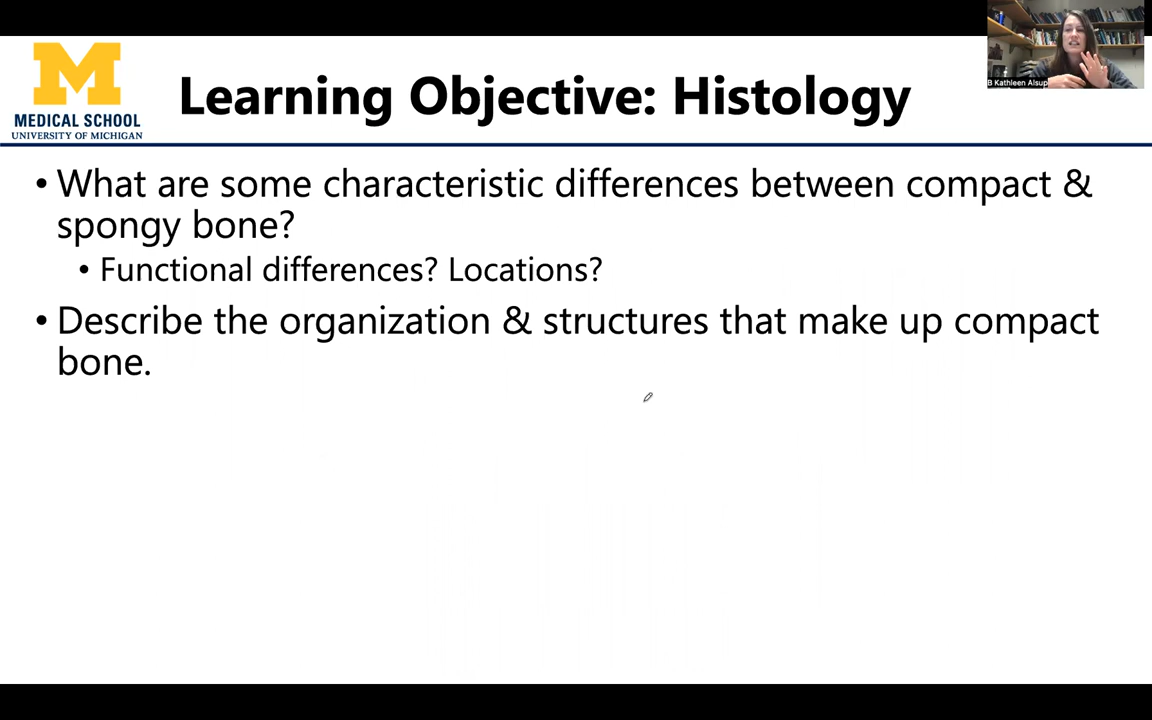 M
MEDICAL SCHOOL
UNIVERSITY OF MICHIGAN
Learning Objective: Histology
B Kathleen Alsup
• What are some characteristic differences between compact &
spongy bone?
• Functional differences? Locations?
• Describe the organization & structures that make up compact
bone.